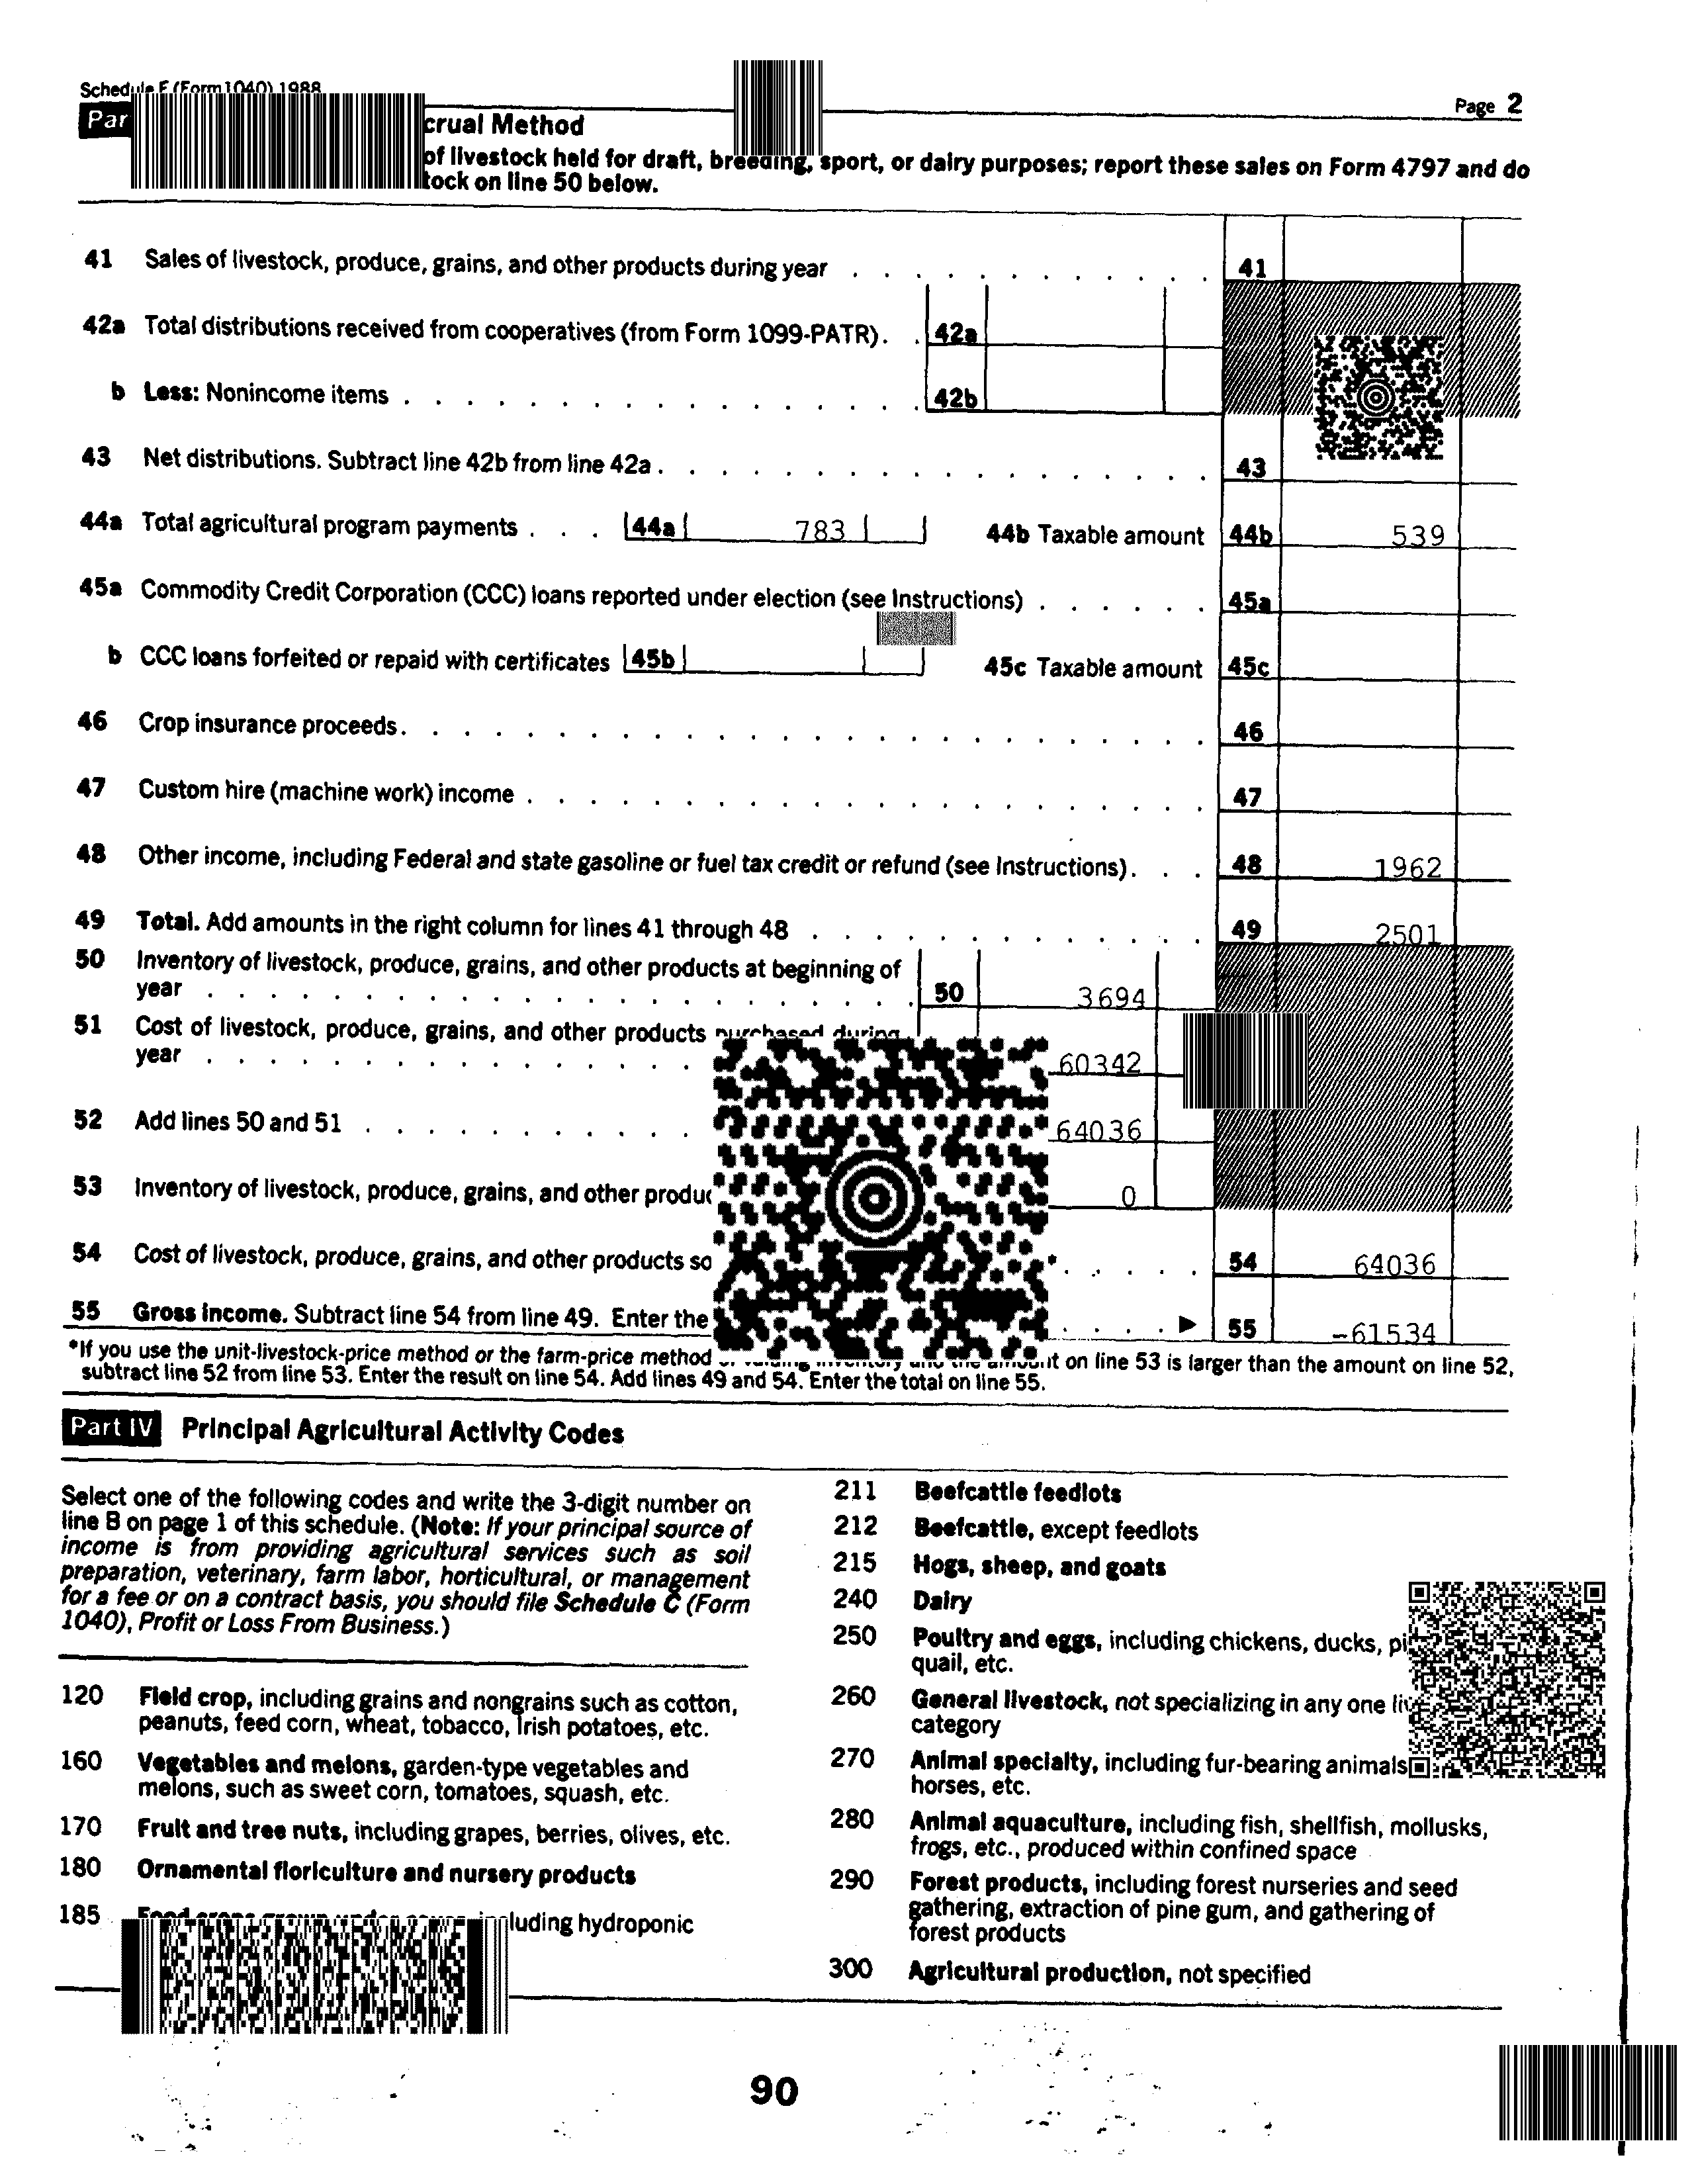 Schedule F (Form 1040) 1988
Page 2
Par crual Method
of livestock held for draft, breeding, sport, or dairy purposes; report these sales on Form 4797 and do
tock on line 50 below.
41 Sales of livestock, produce, grains, and other products during year . . . . . . . . . . . . 41
42a Total distributions received from cooperatives (from Form 1099-PATR). . 42a
b Less: Nonincome items . . . . . . . . . . . . . . . . . 42b
43 Net distributions. Subtract line 42b from line 42a . . . . . . . . . . . . . . . . . . 43
44a Total agricultural program payments . . . 44a 783 44b Taxable amount 44b 539
45a Commodity Credit Corporation (CCC) loans reported under election (see Instructions) . . . . . . 45a
b CCC loans forfeited or repaid with certificates 45b 45c Taxable amount 45c
46 Crop insurance proceeds. . . . . . . . . . . . . . . . . . . . . . . . . . 46
47 Custom hire (machine work) income . . . . . . . . . . . . . . . . . . . . . . 47
48 Other income, including Federal and state gasoline or fuel tax credit or refund (see Instructions). . . 48 1962
49 Total. Add amounts in the right column for lines 41 through 48 . . . . . . . . . . . . . 49 2501
50 Inventory of livestock, produce, grains, and other products at beginning of
year . . . . . . . . . . . . . . . . . . . . . . . 50 3694
51 Cost of livestock, produce, grains, and other products purchased during
year . . . . . . . . . . . . . . . . 60342
52 Add lines 50 and 51 . . . . . . . . . . . 64036
53 Inventory of livestock, produce, grains, and other produc 0
54 Cost of livestock, produce, grains, and other products so * . . . . . 54 64036
55 Gross income. Subtract line 54 from line 49. Enter the . . . . ▶ 55 -61534
*If you use the unit-livestock-price method or the farm-price method of valuing inventory and the amount on line 53 is larger than the amount on line 52,
subtract line 52 from line 53. Enter the result on line 54. Add lines 49 and 54. Enter the total on line 55.
Part IV Principal Agricultural Activity Codes
Select one of the following codes and write the 3-digit number on
line B on page 1 of this schedule. (Note: If your principal source of
income is from providing agricultural services such as soil
preparation, veterinary, farm labor, horticultural, or management
for a fee or on a contract basis, you should file Schedule C (Form
1040), Profit or Loss From Business.)
120 Field crop, including grains and nongrains such as cotton,
peanuts, feed corn, wheat, tobacco, Irish potatoes, etc.
160 Vegetables and melons, garden-type vegetables and
melons, such as sweet corn, tomatoes, squash, etc.
170 Fruit and tree nuts, including grapes, berries, olives, etc.
180 Ornamental floriculture and nursery products
185 Food crops grown under cover, including hydroponic
211 Beefcattle feedlots
212 Beefcattle, except feedlots
215 Hogs, sheep, and goats
240 Dairy
250 Poultry and eggs, including chickens, ducks, pi
quail, etc.
260 General livestock, not specializing in any one liv
category
270 Animal specialty, including fur-bearing animals
horses, etc.
280 Animal aquaculture, including fish, shellfish, mollusks,
frogs, etc., produced within confined space
290 Forest products, including forest nurseries and seed
gathering, extraction of pine gum, and gathering of
forest products
300 Agricultural production, not specified
90